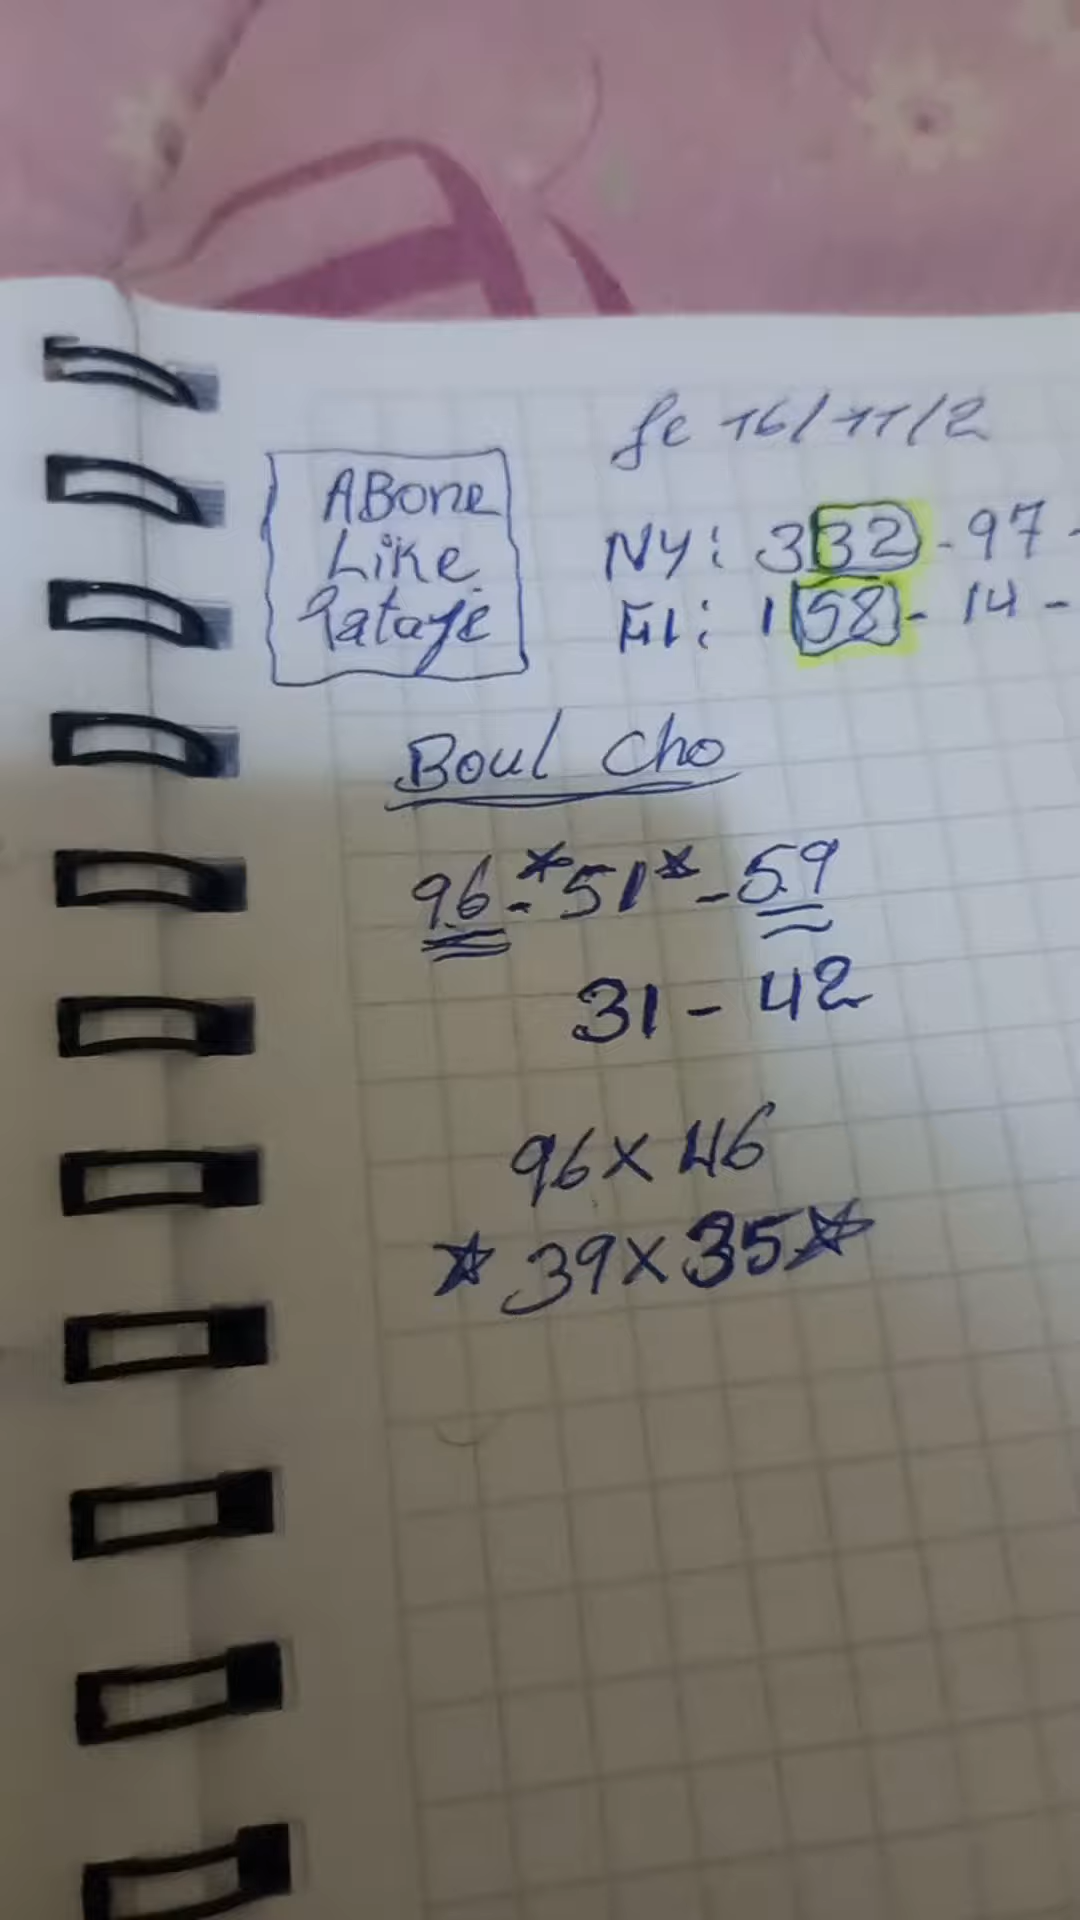 ABone
Like
Pataje
Le 16/11/2
NY: 332 - 97 -
Fl: 158 - 14 -
Boul Cho
96 - *51* - 59
31 - 42
96 x 46
☆ 39 x 35 ☆